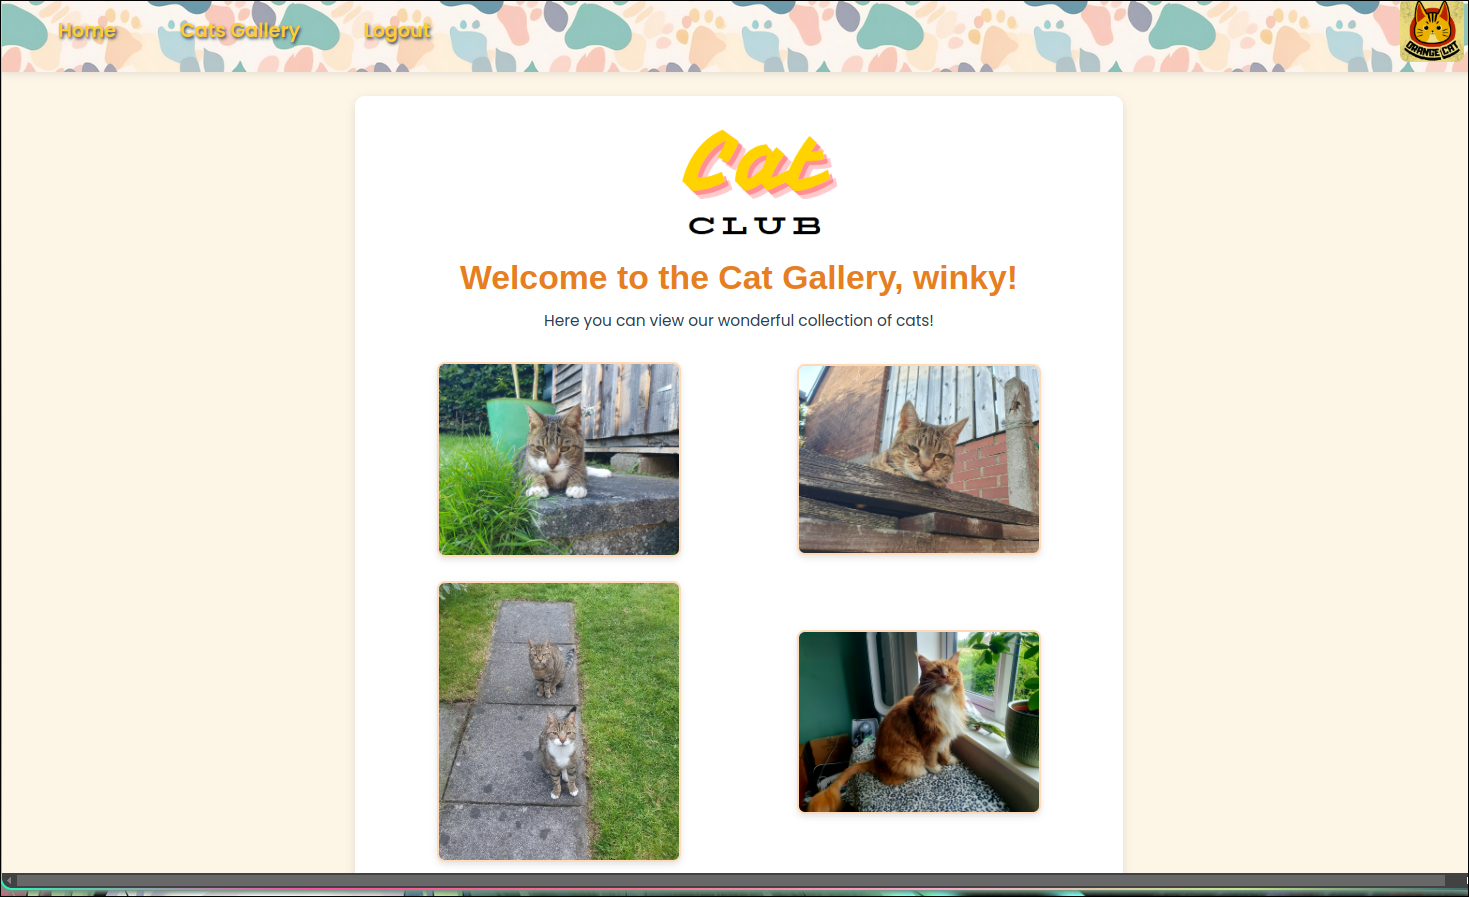 Home
Cats Gallery
Logout
ORANGE CAT
Cat
CLUB
Welcome to the Cat Gallery, winky!
Here you can view our wonderful collection of cats!